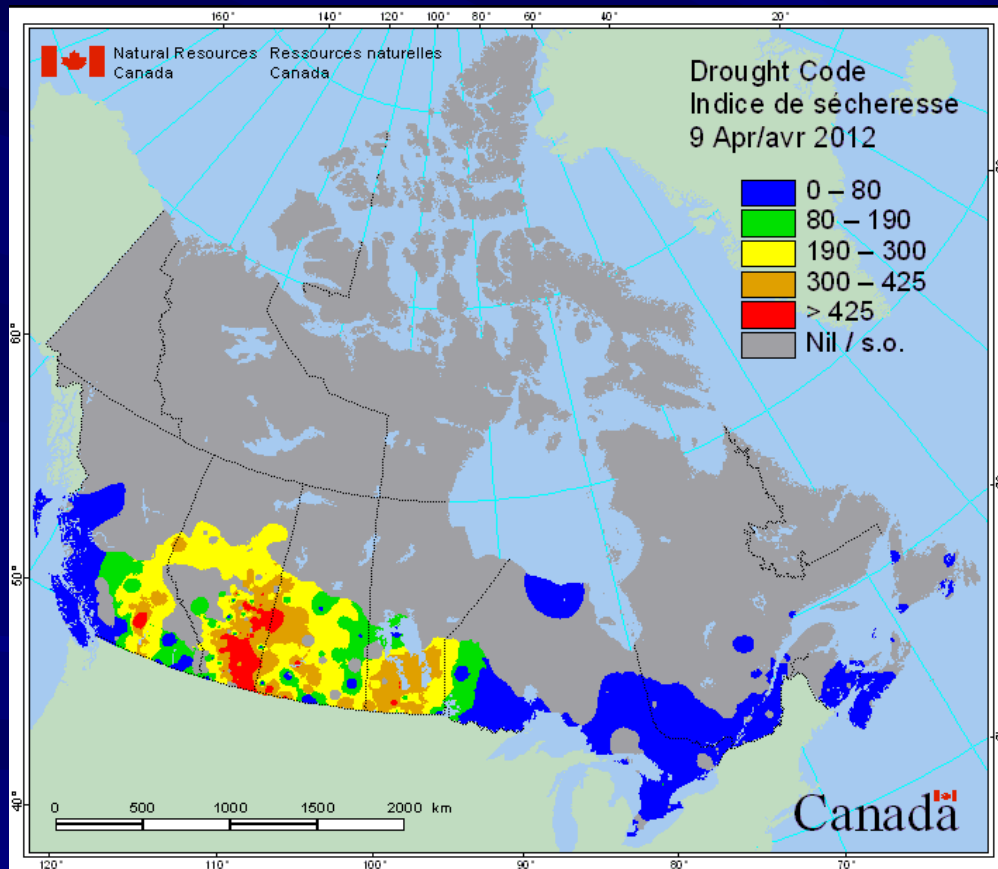 160° 140° 120° 100° 80° 60° 40° 20°
Natural Resources Ressources naturelles
Canada Canada
Drought Code
Indice de sécheresse
9 Apr/avr 2012
0 – 80
80 – 190
190 – 300
300 – 425
> 425
Nil / s.o.
60°
50°
40°
0 500 1000 1500 2000 km
Canada
120° 110° 100° 90° 80° 70°